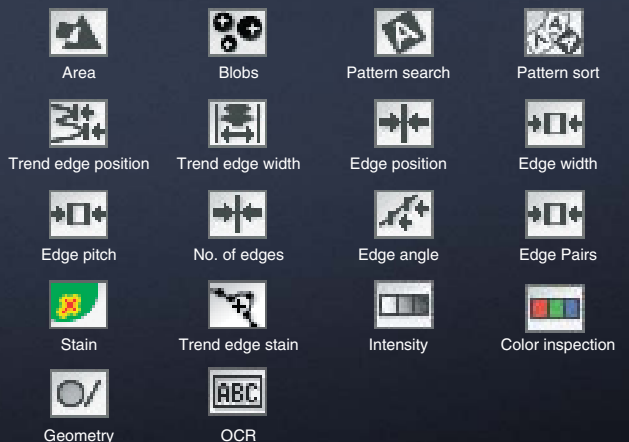 Area
Blobs
Pattern search
Pattern sort
Trend edge position
Trend edge width
Edge position
Edge width
Edge pitch
No. of edges
Edge angle
Edge Pairs
Stain
Trend edge stain
Intensity
Color inspection
ABC
Geometry
OCR